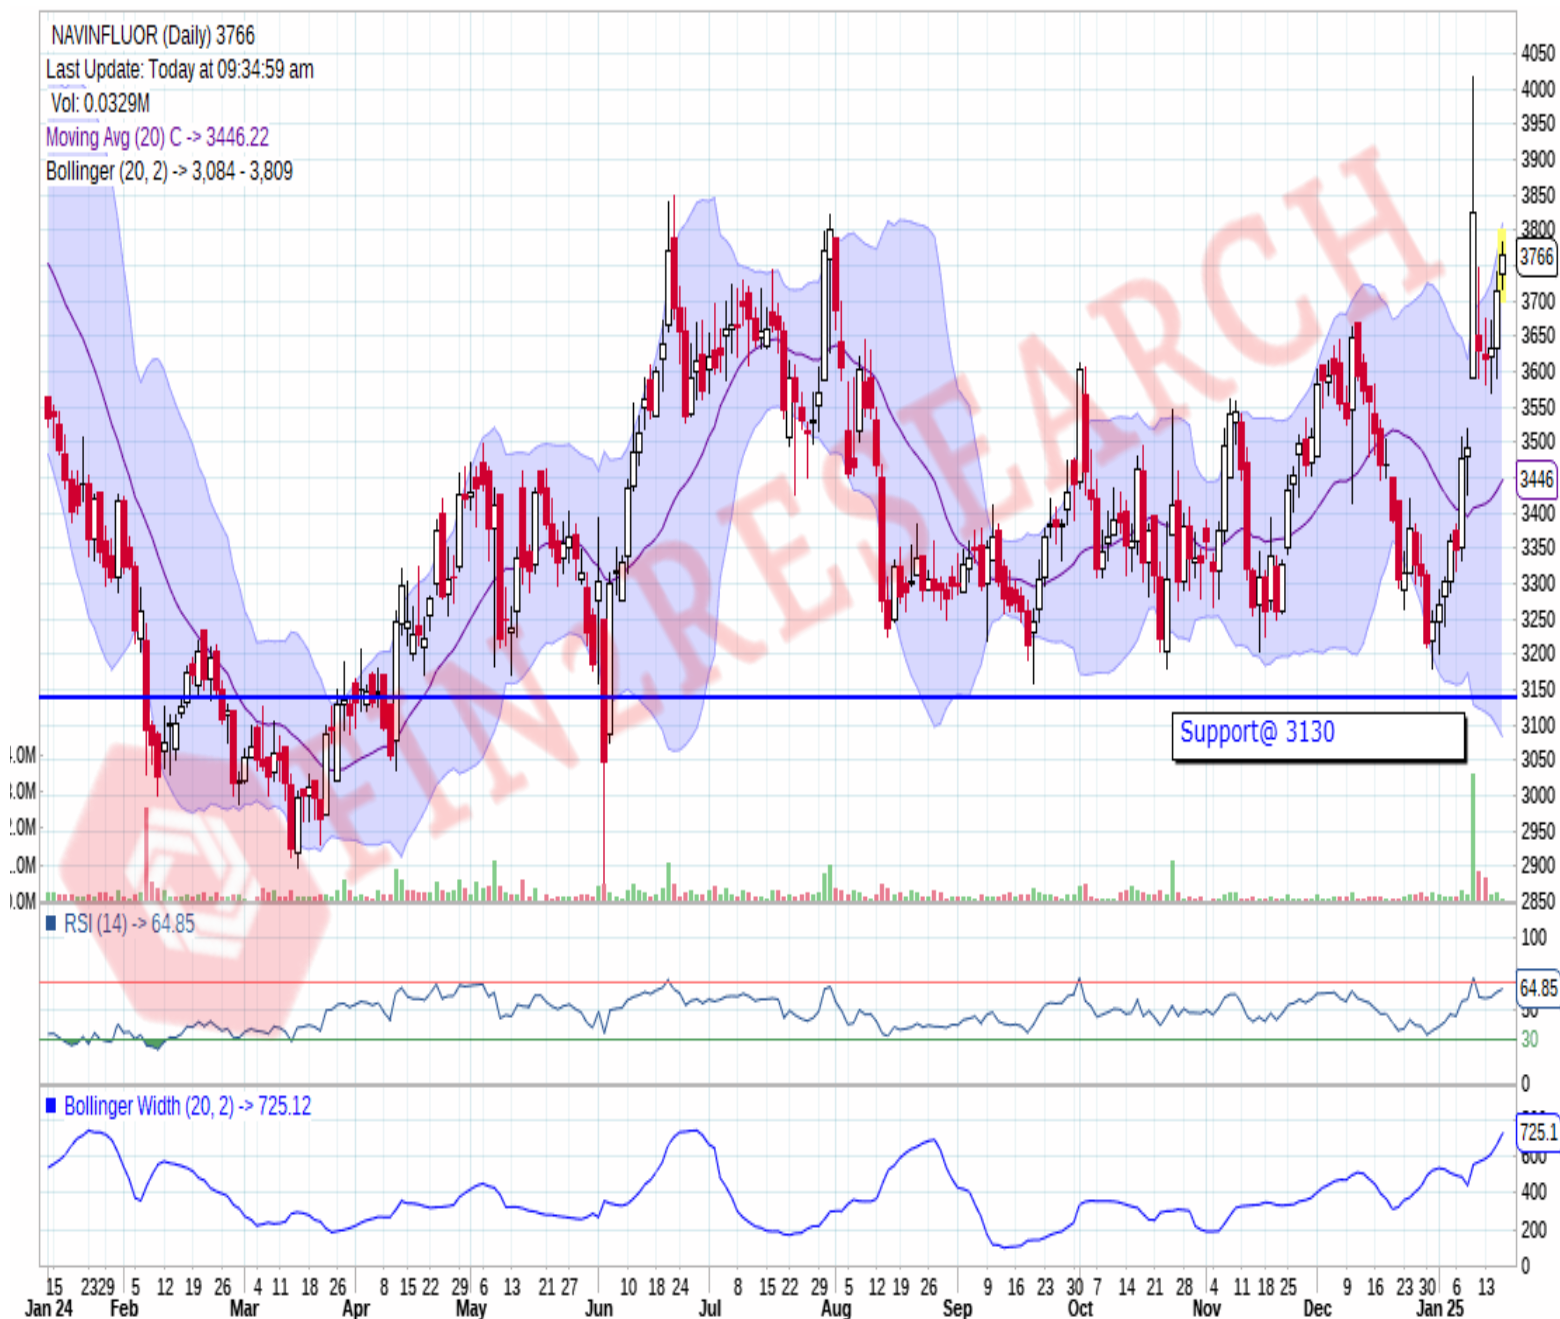 NAVINFLUOR (Daily) 3766
Last Update: Today at 09:34:59 am
Vol: 0.0329M
Moving Avg (20) C -> 3446.22
Bollinger (20, 2) -> 3,084 - 3,809
4050
4000
3950
3900
3850
3800
3766
3700
3650
3600
3550
3500
3446
3400
3350
3300
3250
3200
3150
3100
3050
3000
2950
2900
2850
FIN2RESEARCH
Support@ 3130
.0M
.0M
.0M
.0M
.0M
RSI (14) -> 64.85
100
64.85
30
0
Bollinger Width (20, 2) -> 725.12
725.1
600
400
200
0
15 23 29 5 12 19 26 4 11 18 26 8 15 22 29 6 13 21 27 10 18 24 8 15 22 29 5 12 19 26 9 16 23 30 7 14 21 28 4 11 18 25 9 16 23 30 6 13
Jan 24 Feb Mar Apr May Jun Jul Aug Sep Oct Nov Dec Jan 25